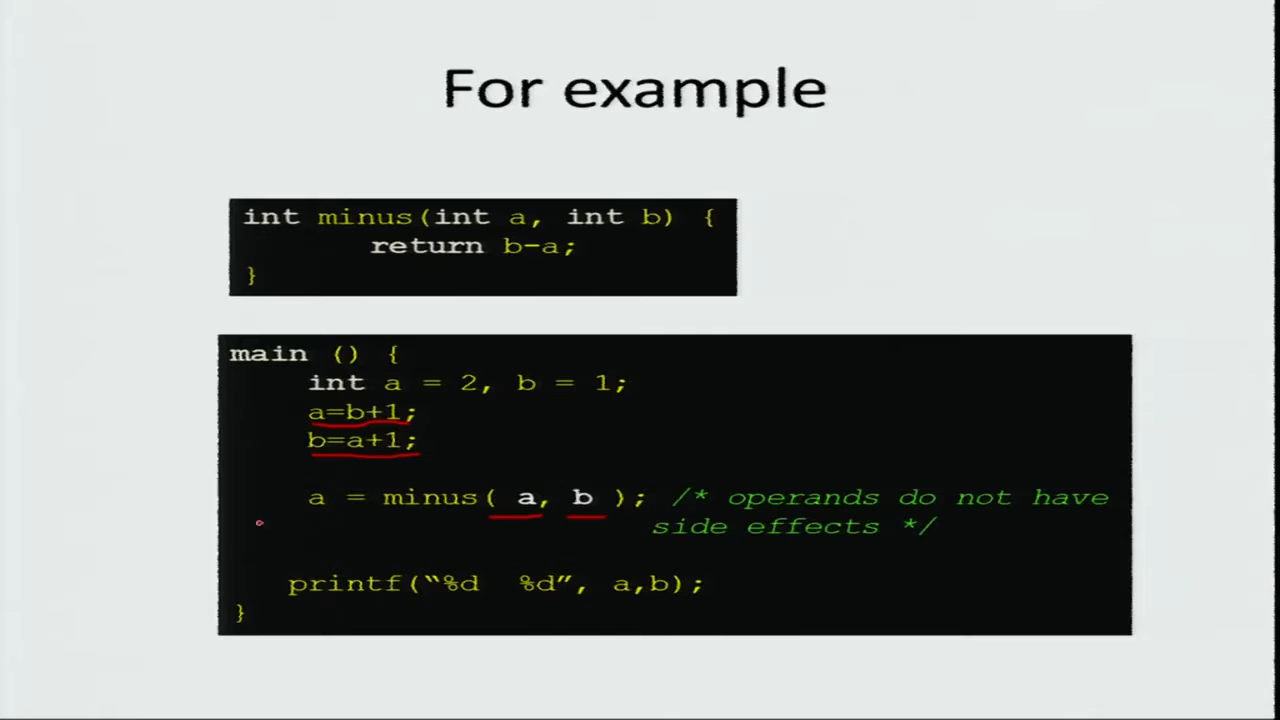 For example
int minus(int a, int b) {
return b-a;
}
main () {
int a = 2, b = 1;
a=b+1;
b=a+1;
a = minus( a, b ); /* operands do not have
side effects */
printf(“%d %d”, a,b);
}